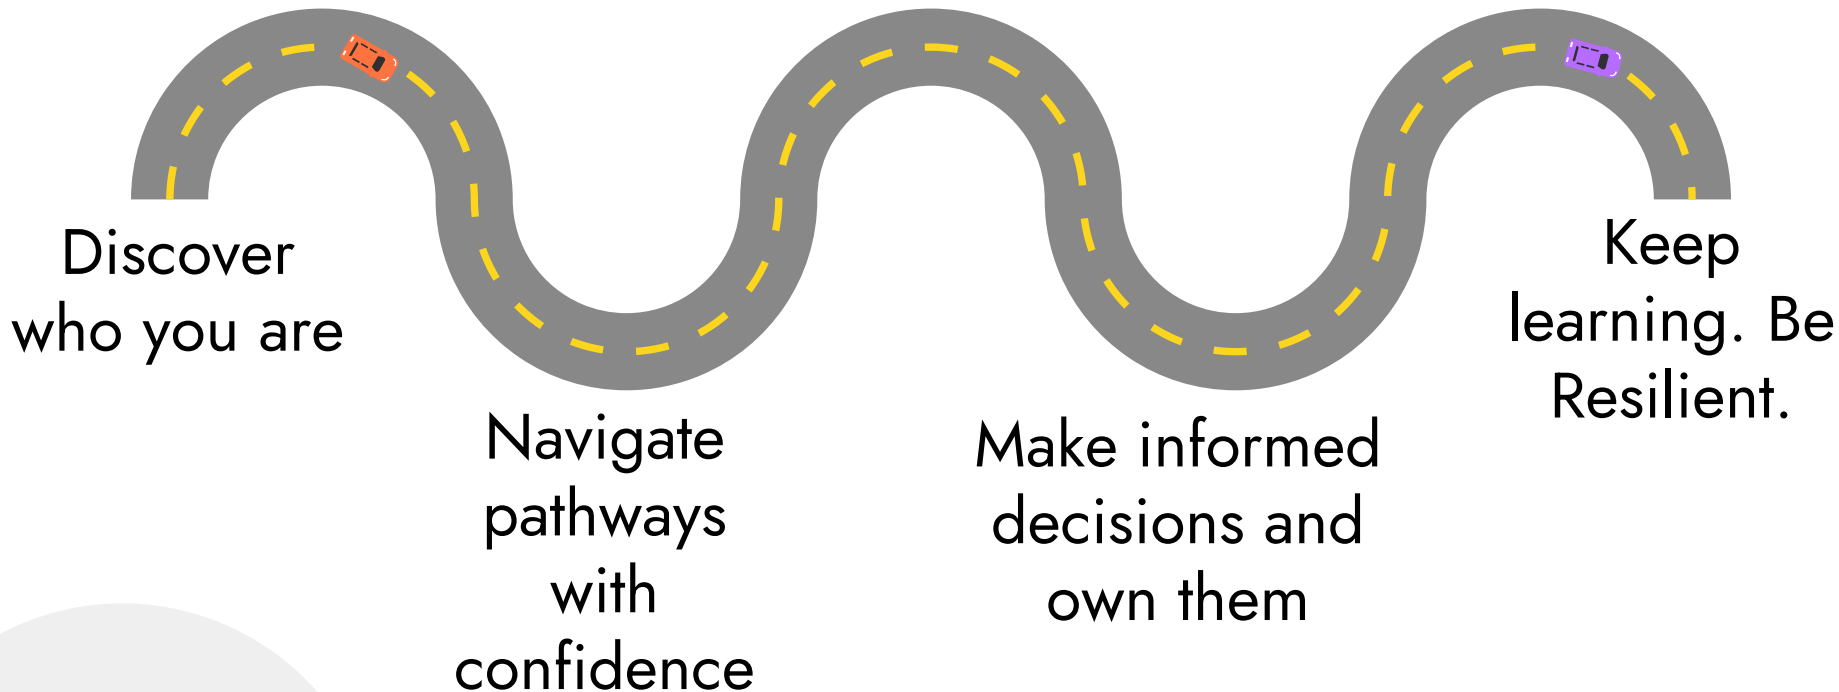 Discover
who you are
Navigate
pathways
with
confidence
Make informed
decisions and
own them
Keep
learning. Be
Resilient.